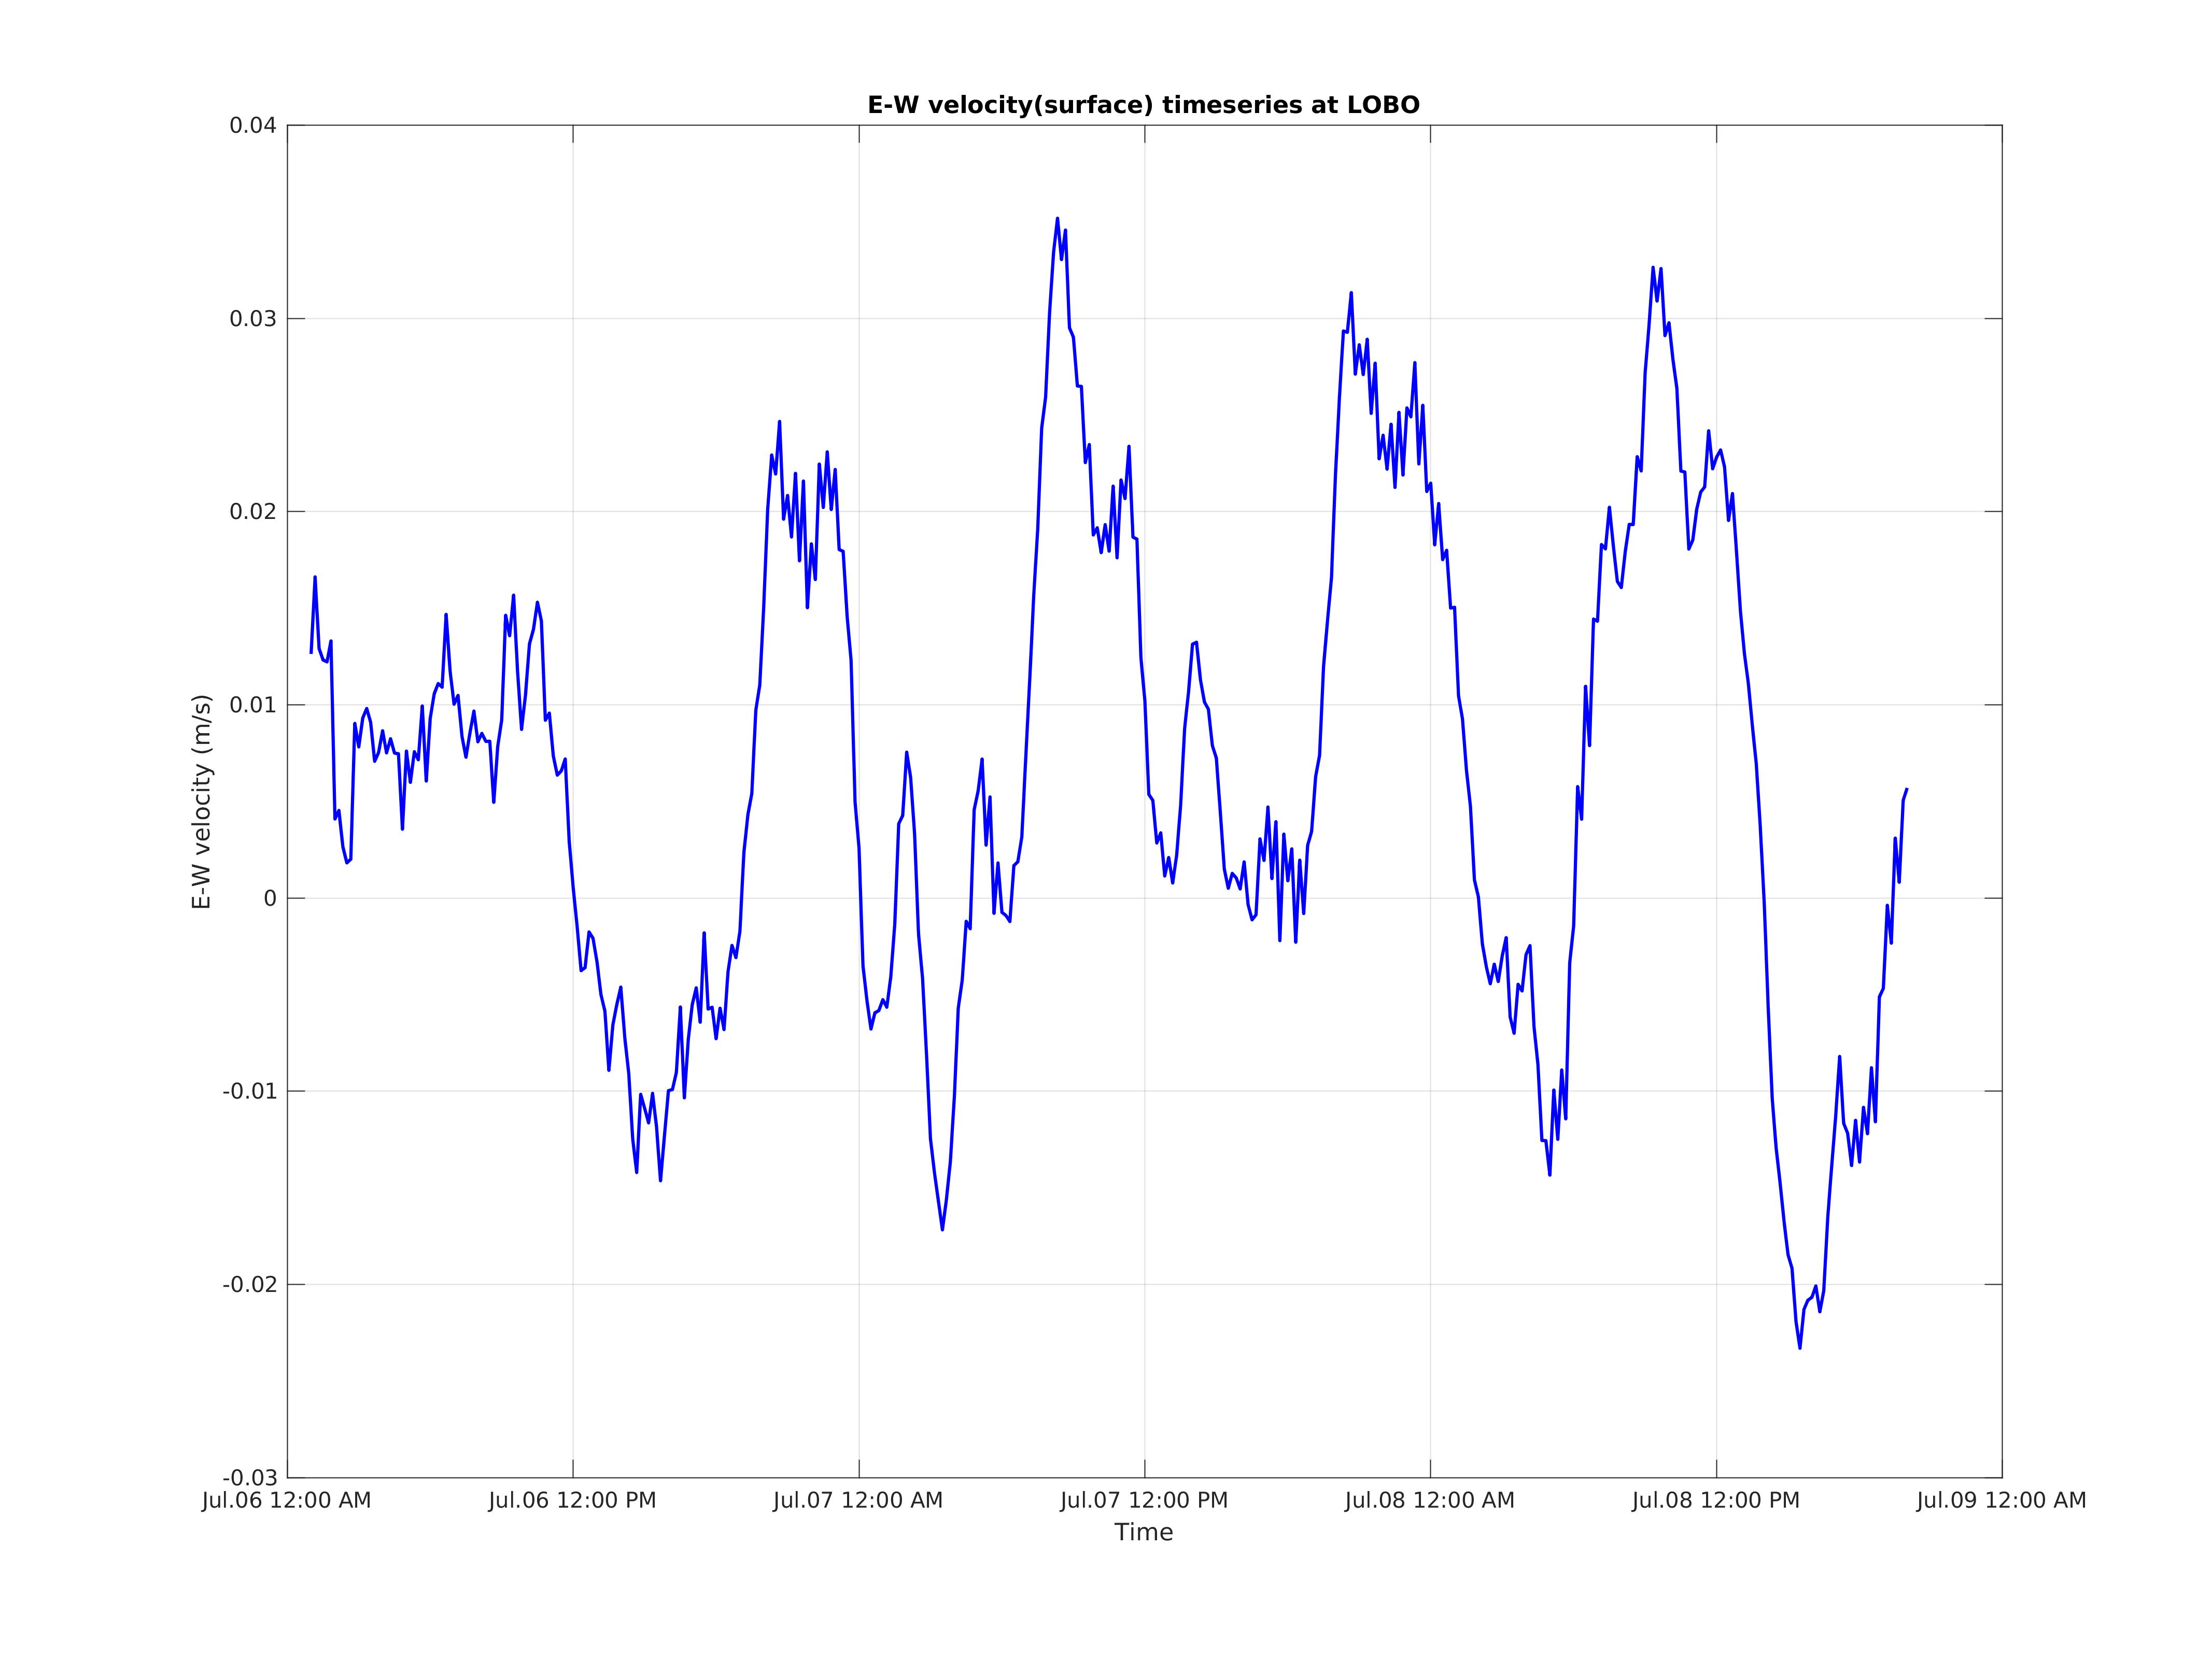 E-W velocity(surface) timeseries at LOBO
0.04
0.03
0.02
0.01
0
-0.01
-0.02
-0.03
E-W velocity (m/s)
Jul.06 12:00 AM Jul.06 12:00 PM Jul.07 12:00 AM Jul.07 12:00 PM Jul.08 12:00 AM Jul.08 12:00 PM Jul.09 12:00 AM
Time